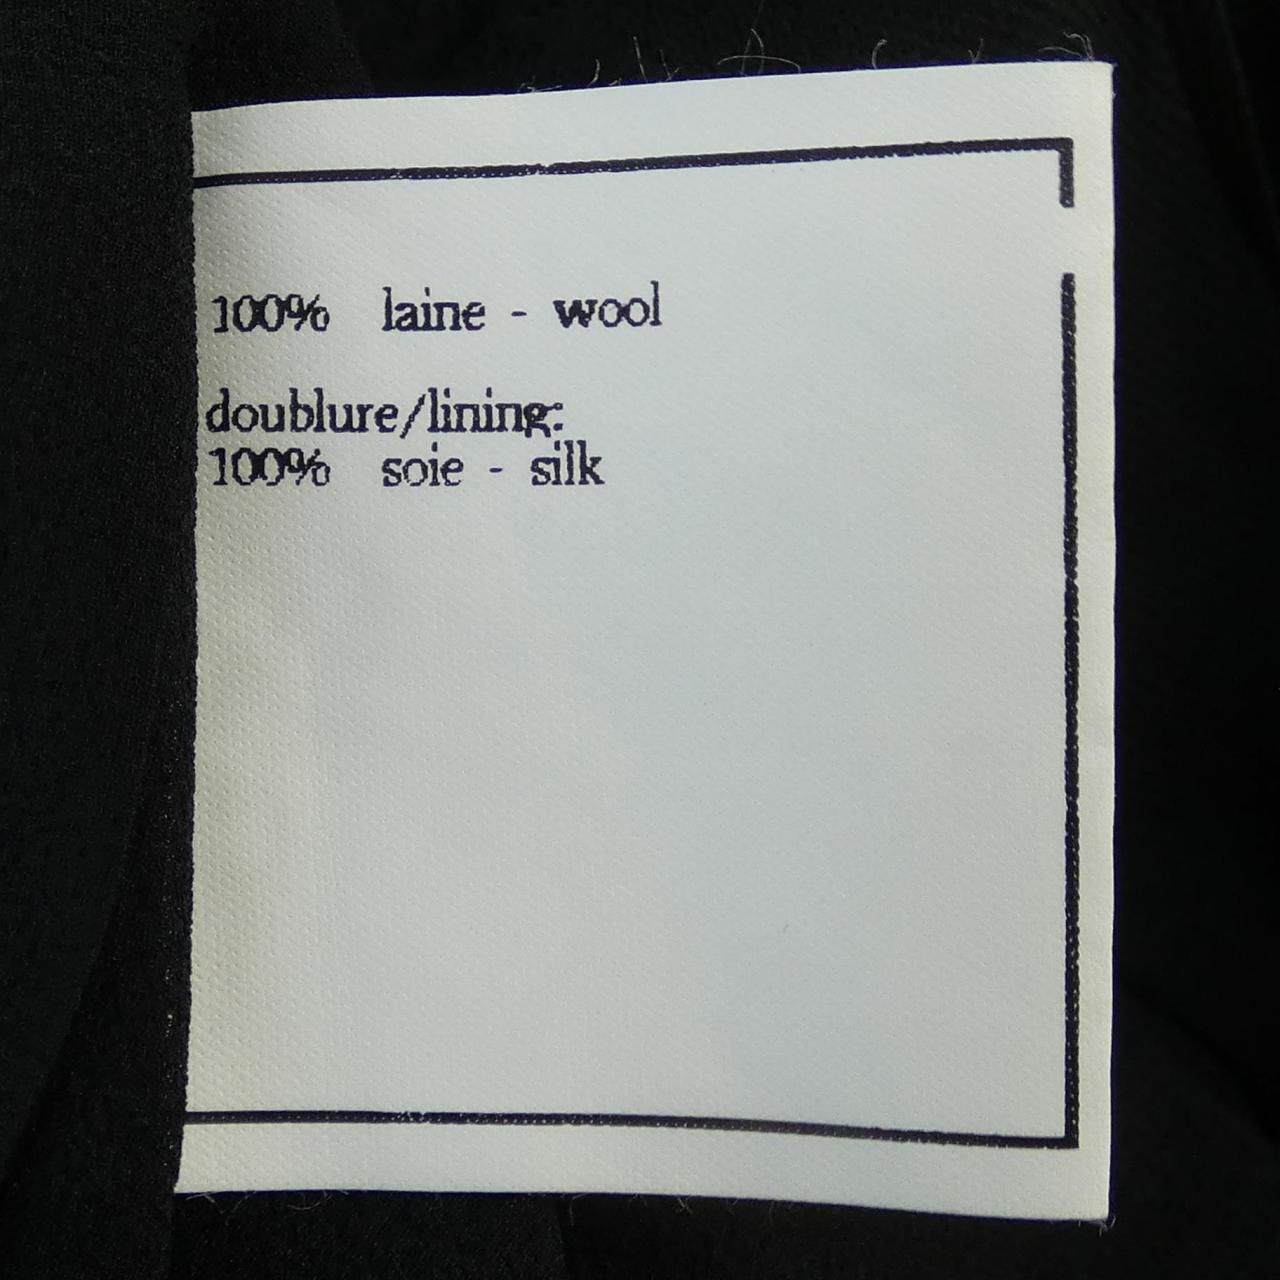 100% laine - wool
doublure/lining:
100% soie - silk